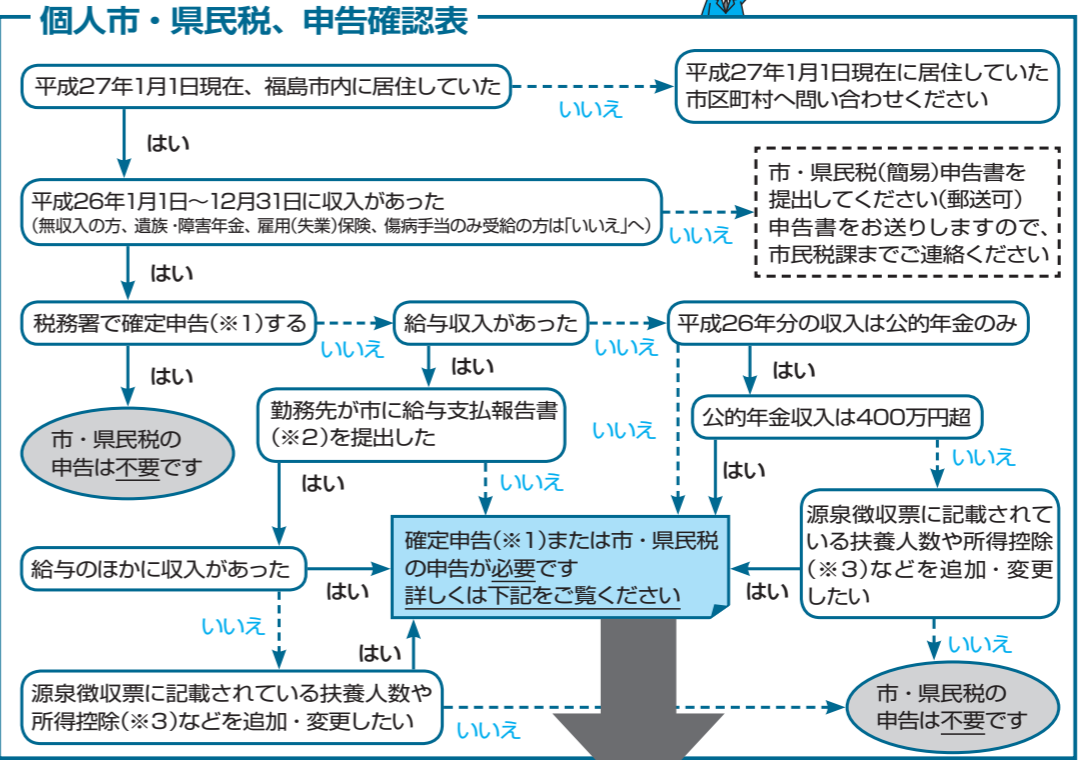 個人市・県民税、申告確認表
平成27年1月1日現在、福島市内に居住していた
いいえ
平成27年1月1日現在に居住していた
市区町村へ問い合わせください
はい
平成26年1月1日～12月31日に収入があった
(無収入の方、遺族・障害年金、雇用(失業)保険、傷病手当のみ受給の方は「いいえ」へ)
いいえ
市・県民税(簡易)申告書を
提出してください(郵送可)
申告書をお送りしますので、
市民税課までご連絡ください
はい
税務署で確定申告(※1)する
いいえ
給与収入があった
いいえ
平成26年分の収入は公的年金のみ
はい
はい
いいえ
はい
市・県民税の
申告は不要です
勤務先が市に給与支払報告書
(※2)を提出した
公的年金収入は400万円超
はい
いいえ
はい
いいえ
給与のほかに収入があった
はい
確定申告(※1)または市・県民税
の申告が必要です
詳しくは下記をご覧ください
はい
源泉徴収票に記載されて
いる扶養人数や所得控除
(※3)などを追加・変更
したい
いいえ
はい
いいえ
源泉徴収票に記載されている扶養人数や
所得控除(※3)などを追加・変更したい
いいえ
市・県民税の
申告は不要です